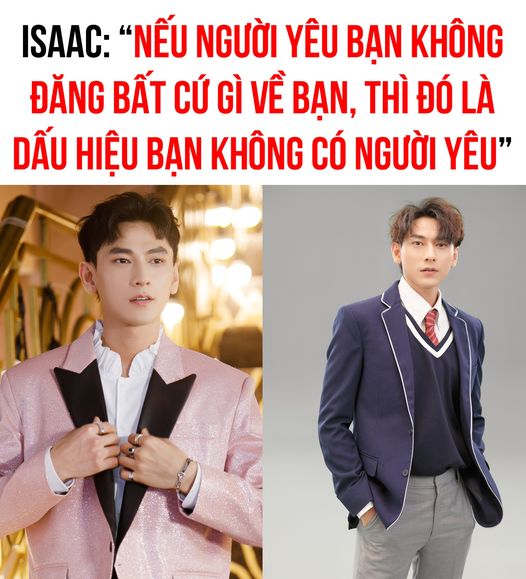 ISAAC: “NẾU NGƯỜI YÊU BẠN KHÔNG
ĐĂNG BẤT CỨ GÌ VỀ BẠN, THÌ ĐÓ LÀ
DẤU HIỆU BẠN KHÔNG CÓ NGƯỜI YÊU”